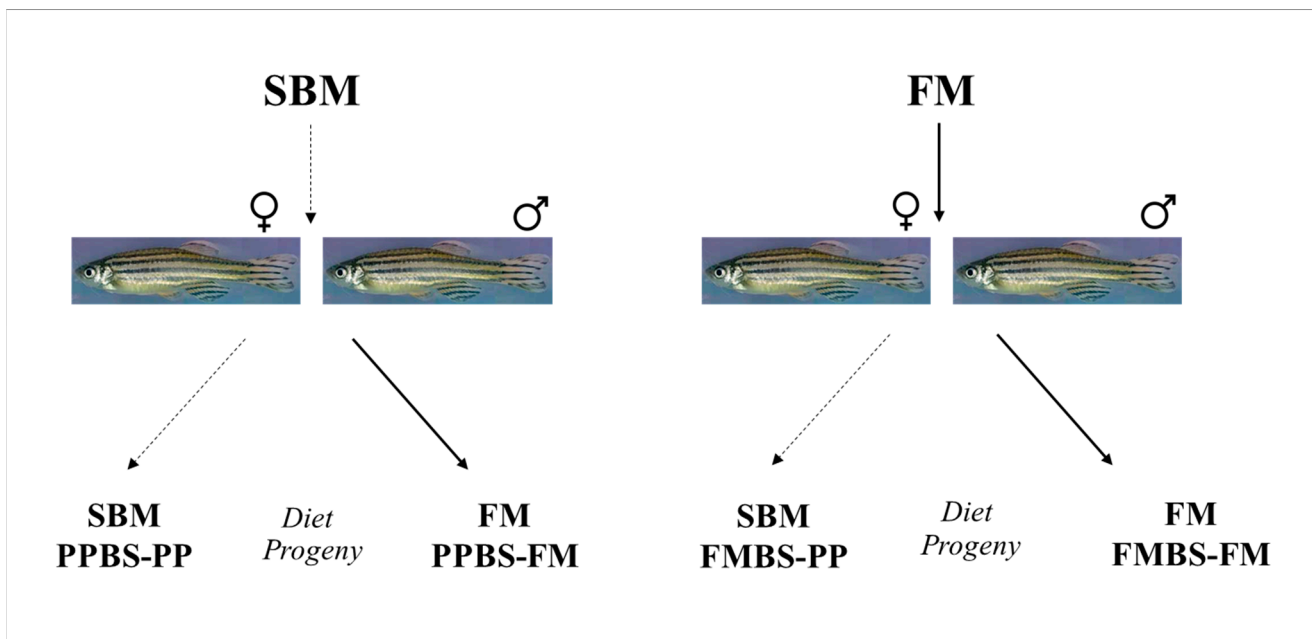 SBM
FM
♀
♂
♀
♂
SBM
PPBS-PP
Diet
Progeny
FM
PPBS-FM
SBM
FMBS-PP
Diet
Progeny
FM
FMBS-FM